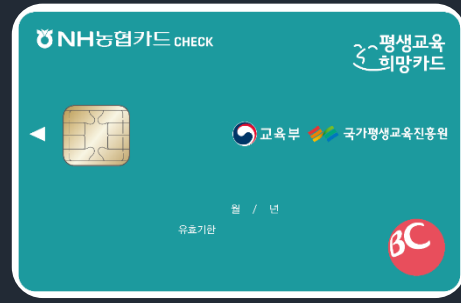 NH농협카드 CHECK
평생교육
희망카드
교육부 국가평생교육진흥원
월 / 년
유효기한
BC